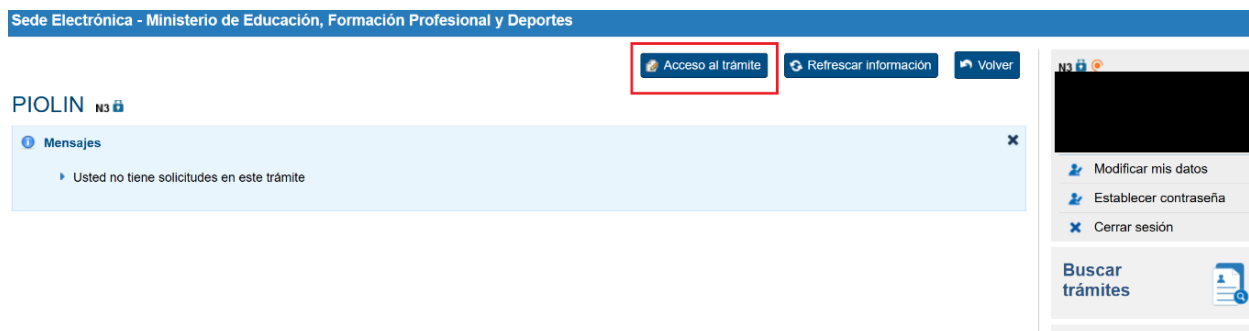 Sede Electrónica - Ministerio de Educación, Formación Profesional y Deportes
Acceso al trámite
Refrescar información
Volver
N3
PIOLIN N3
Mensajes
Usted no tiene solicitudes en este trámite
Modificar mis datos
Establecer contraseña
Cerrar sesión
Buscar
trámites